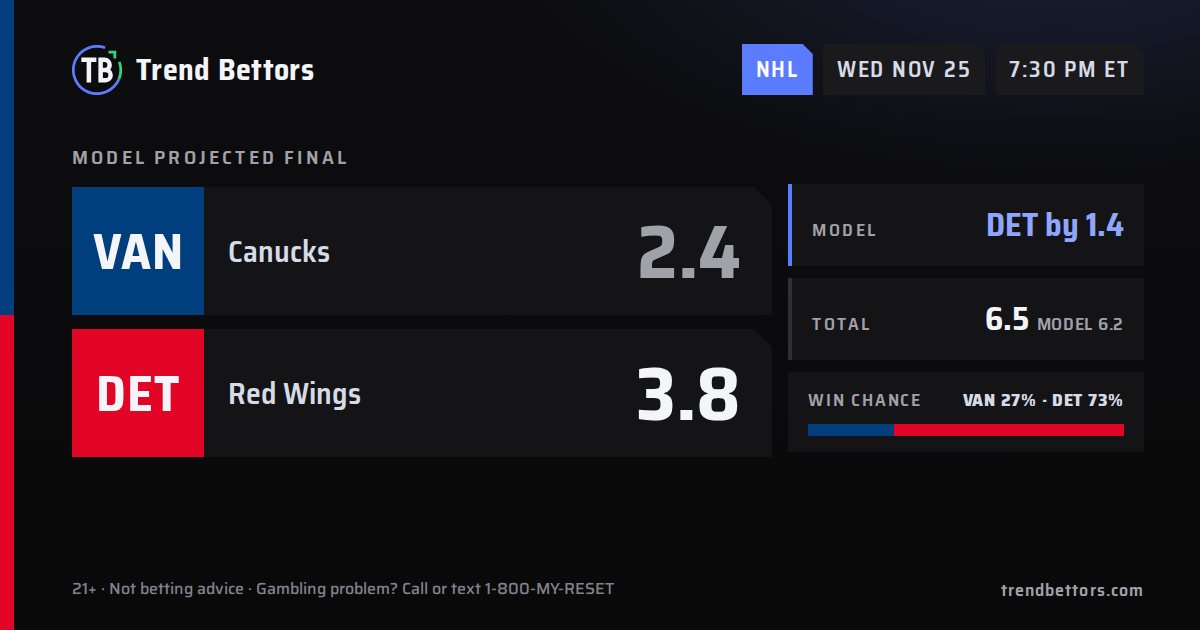 TB Trend Bettors
NHL WED NOV 25 7:30 PM ET
MODEL PROJECTED FINAL
VAN Canucks 2.4
DET Red Wings 3.8
MODEL DET by 1.4
TOTAL 6.5 MODEL 6.2
WIN CHANCE VAN 27% · DET 73%
21+ · Not betting advice · Gambling problem? Call or text 1-800-MY-RESET
trendbettors.com